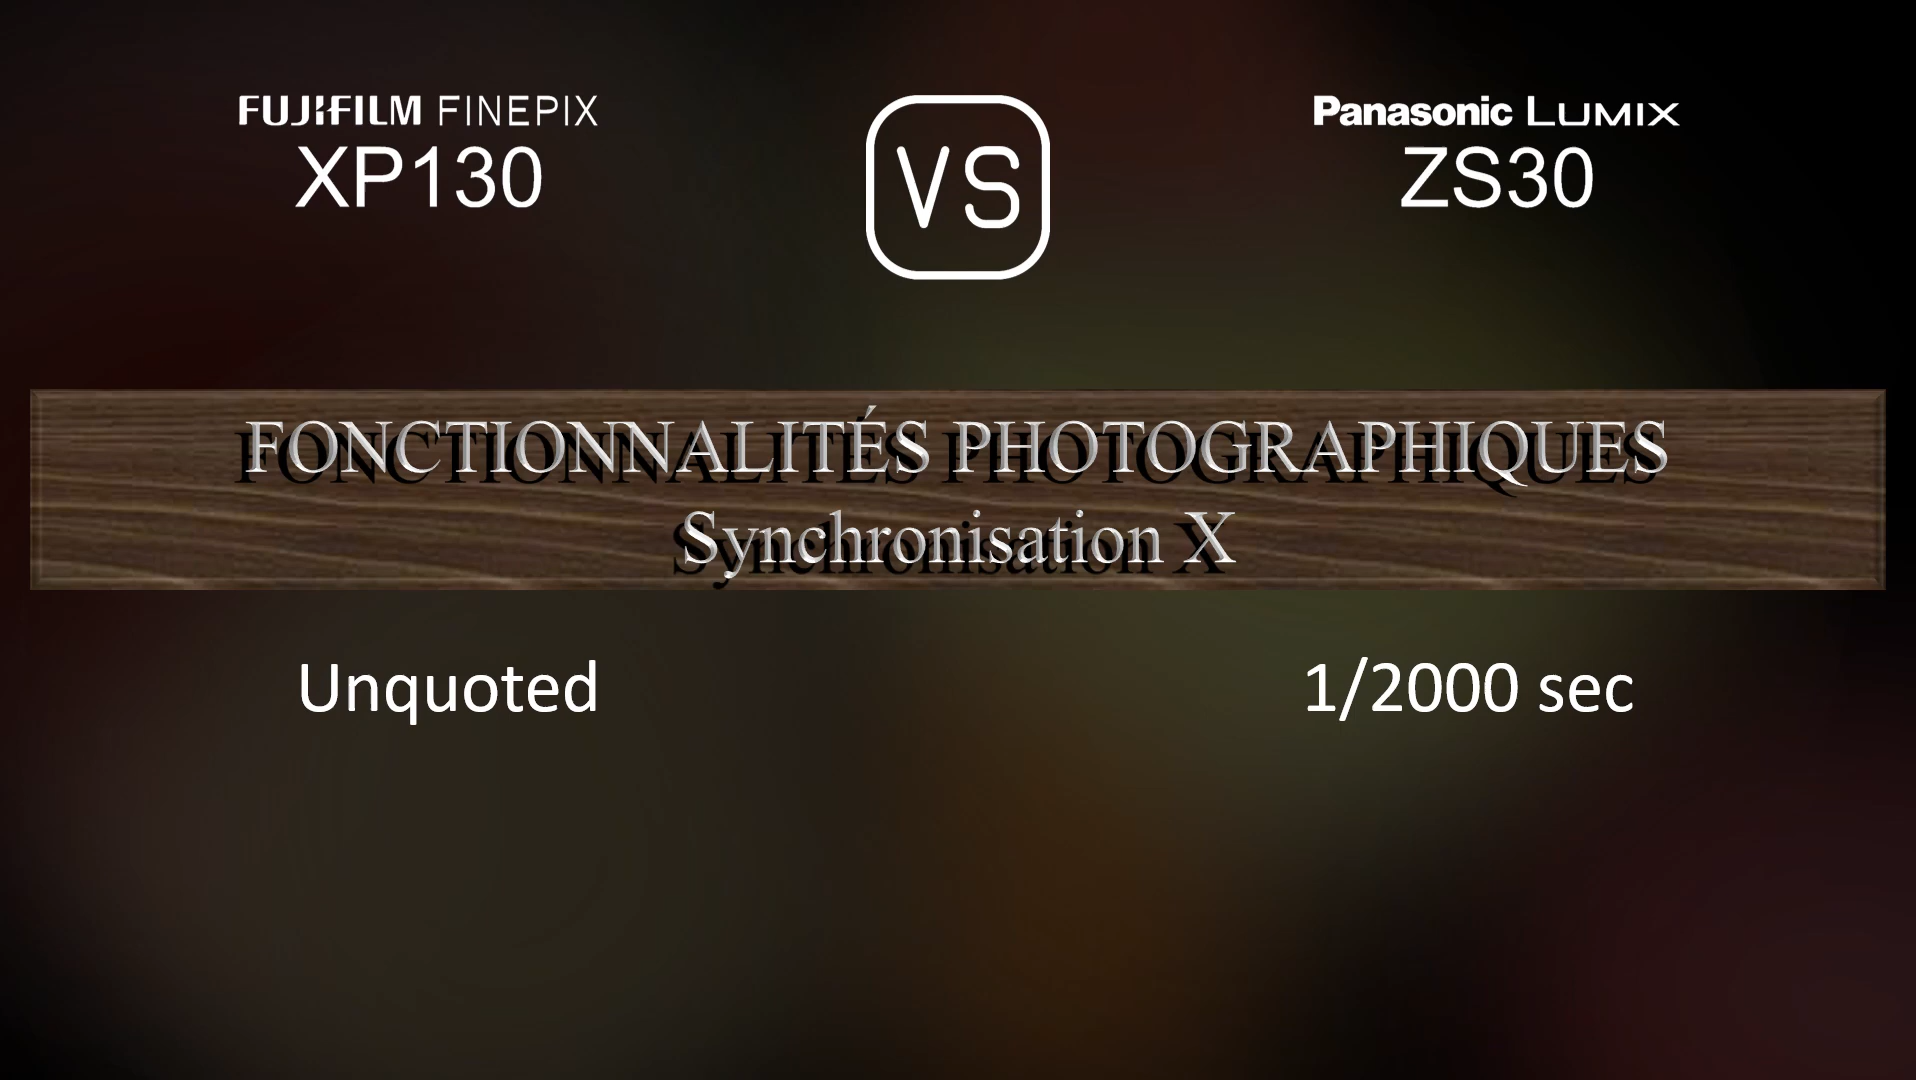 FUJIFILM FINEPIX
XP130
VS
Panasonic LUMIX
ZS30
FONCTIONNALITÉS PHOTOGRAPHIQUES
Synchronisation X
Unquoted
1/2000 sec